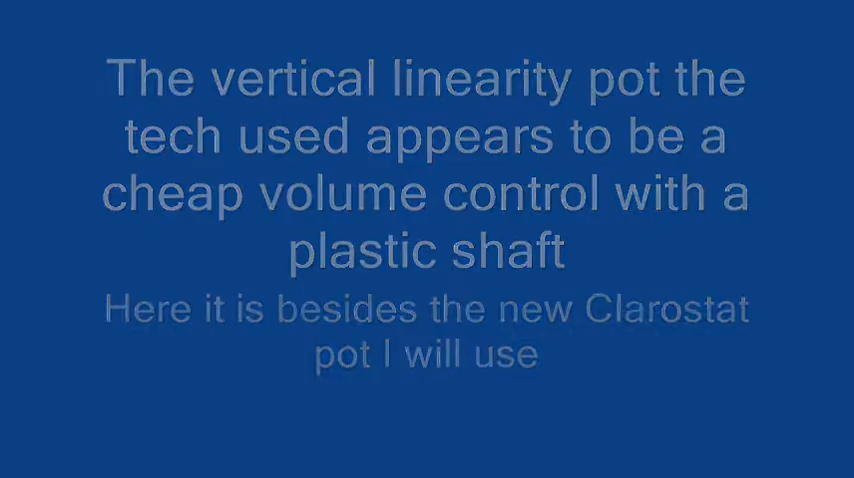 The vertical linearity pot the
tech used appears to be a
cheap volume control with a
plastic shaft
Here it is besides the new Clarostat
pot I will use